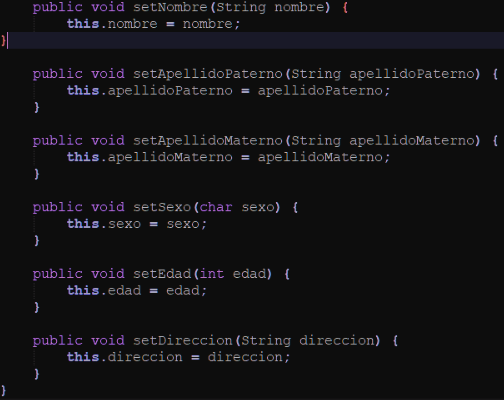 public void setNombre(String nombre) {
this.nombre = nombre;
}
public void setApellidoPaterno(String apellidoPaterno) {
this.apellidoPaterno = apellidoPaterno;
}
public void setApellidoMaterno(String apellidoMaterno) {
this.apellidoMaterno = apellidoMaterno;
}
public void setSexo(char sexo) {
this.sexo = sexo;
}
public void setEdad(int edad) {
this.edad = edad;
}
public void setDireccion(String direccion) {
this.direccion = direccion;
}
}